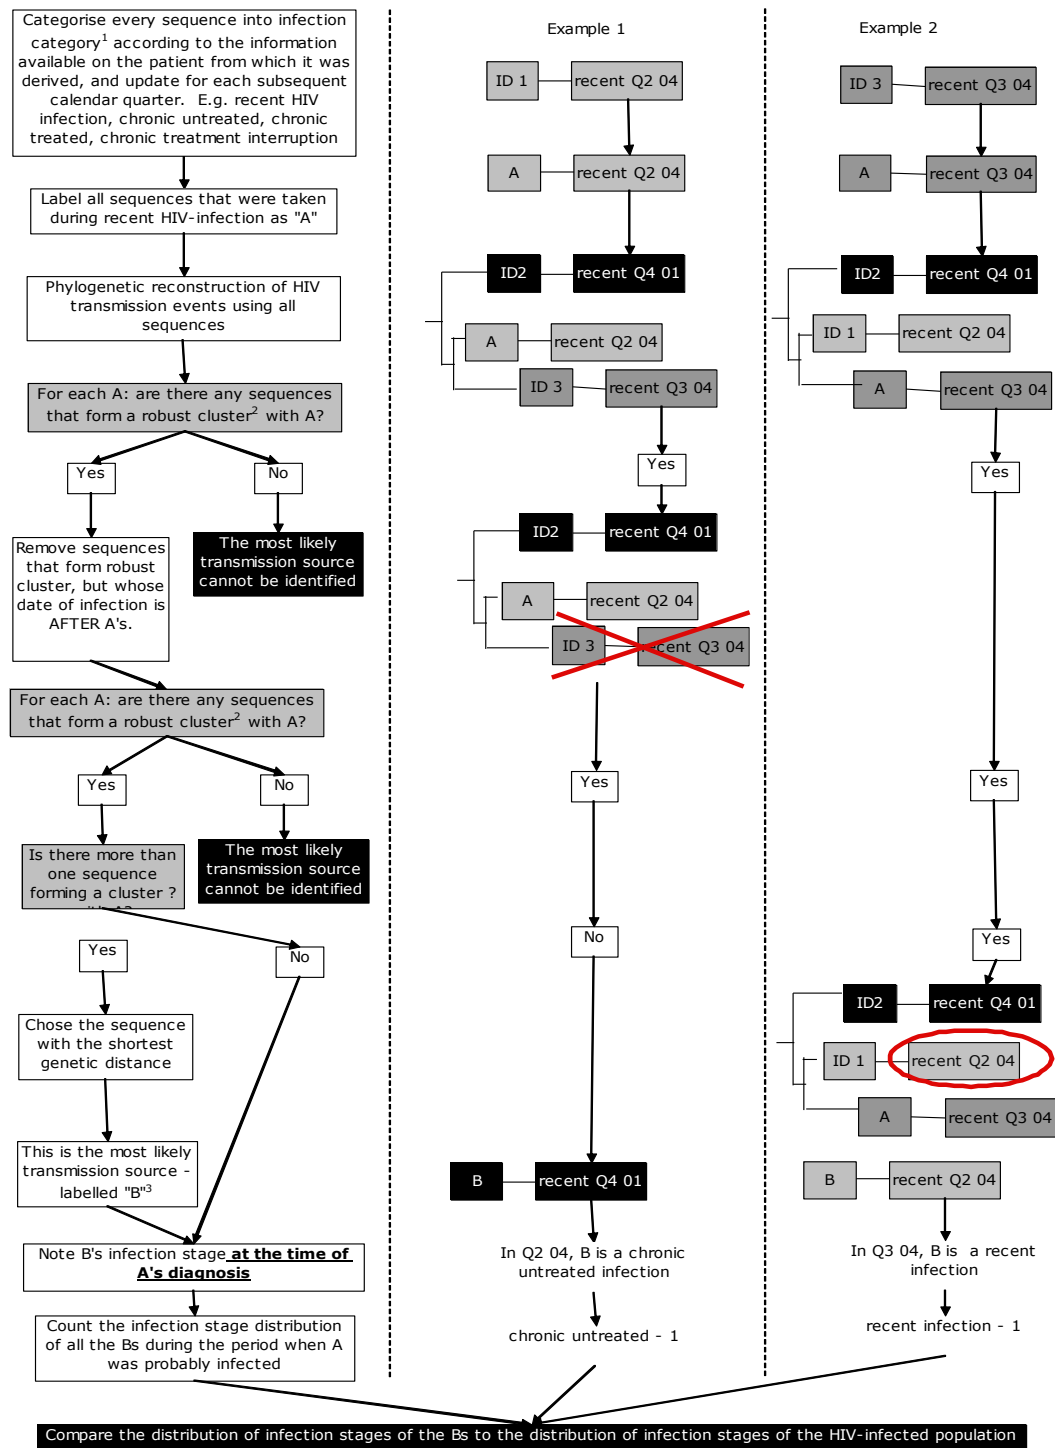 Categorise every sequence into infection
category1 according to the information
available on the patient from which it was
derived, and update for each subsequent
calendar quarter.  E.g. recent HIV
infection, chronic untreated, chronic
treated, chronic treatment interruption
Label all sequences that were taken
during recent HIV-infection as "A"
Phylogenetic reconstruction of HIV
transmission events using all
sequences
For each A: are there any sequences
that form a robust cluster2 with A?
Yes
No
Remove sequences
that form robust
cluster, but whose
date of infection is
AFTER A's.
The most likely
transmission source
cannot be identified
For each A: are there any sequences
that form a robust cluster2 with A?
Yes
No
Is there more than
one sequence
forming a cluster ?
The most likely
transmission source
cannot be identified
Yes
No
Chose the sequence
with the shortest
genetic distance
This is the most likely
transmission source -
labelled "B"3
Note B's infection stage at the time of
A's diagnosis
Count the infection stage distribution
of all the Bs during the period when A
was probably infected
Example 1
ID 1
recent Q2 04
A
recent Q2 04
ID2
recent Q4 01
A
recent Q2 04
ID 3
recent Q3 04
Yes
ID2
recent Q4 01
A
recent Q2 04
ID 3
recent Q3 04
Yes
No
B
recent Q4 01
In Q2 04, B is a chronic
untreated infection
chronic untreated - 1
Example 2
ID 3
recent Q3 04
A
recent Q3 04
ID2
recent Q4 01
ID 1
recent Q2 04
A
recent Q3 04
Yes
Yes
Yes
ID2
recent Q4 01
ID 1
recent Q2 04
A
recent Q3 04
B
recent Q2 04
In Q3 04, B is  a recent
infection
recent infection - 1
Compare the distribution of infection stages of the Bs to the distribution of infection stages of the HIV-infected population